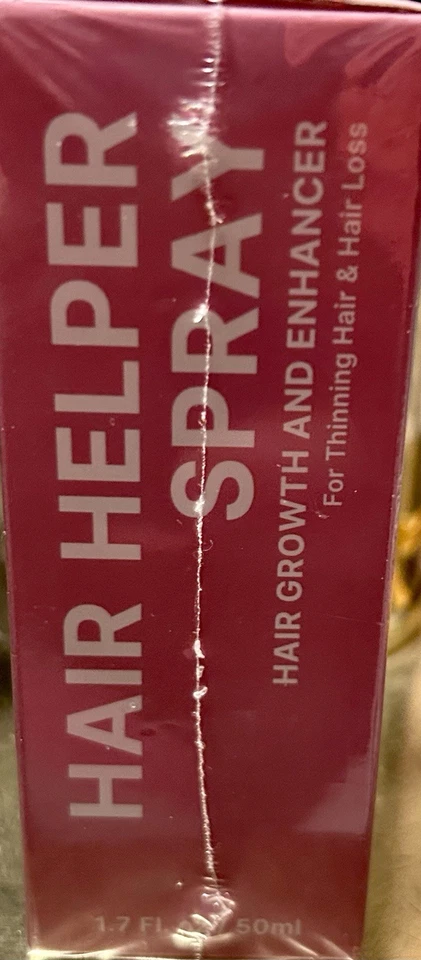 HAIR HELPER
SPRAY
HAIR GROWTH AND ENHANCER
For Thinning Hair & Hair Loss
1.7 Fl 50ml